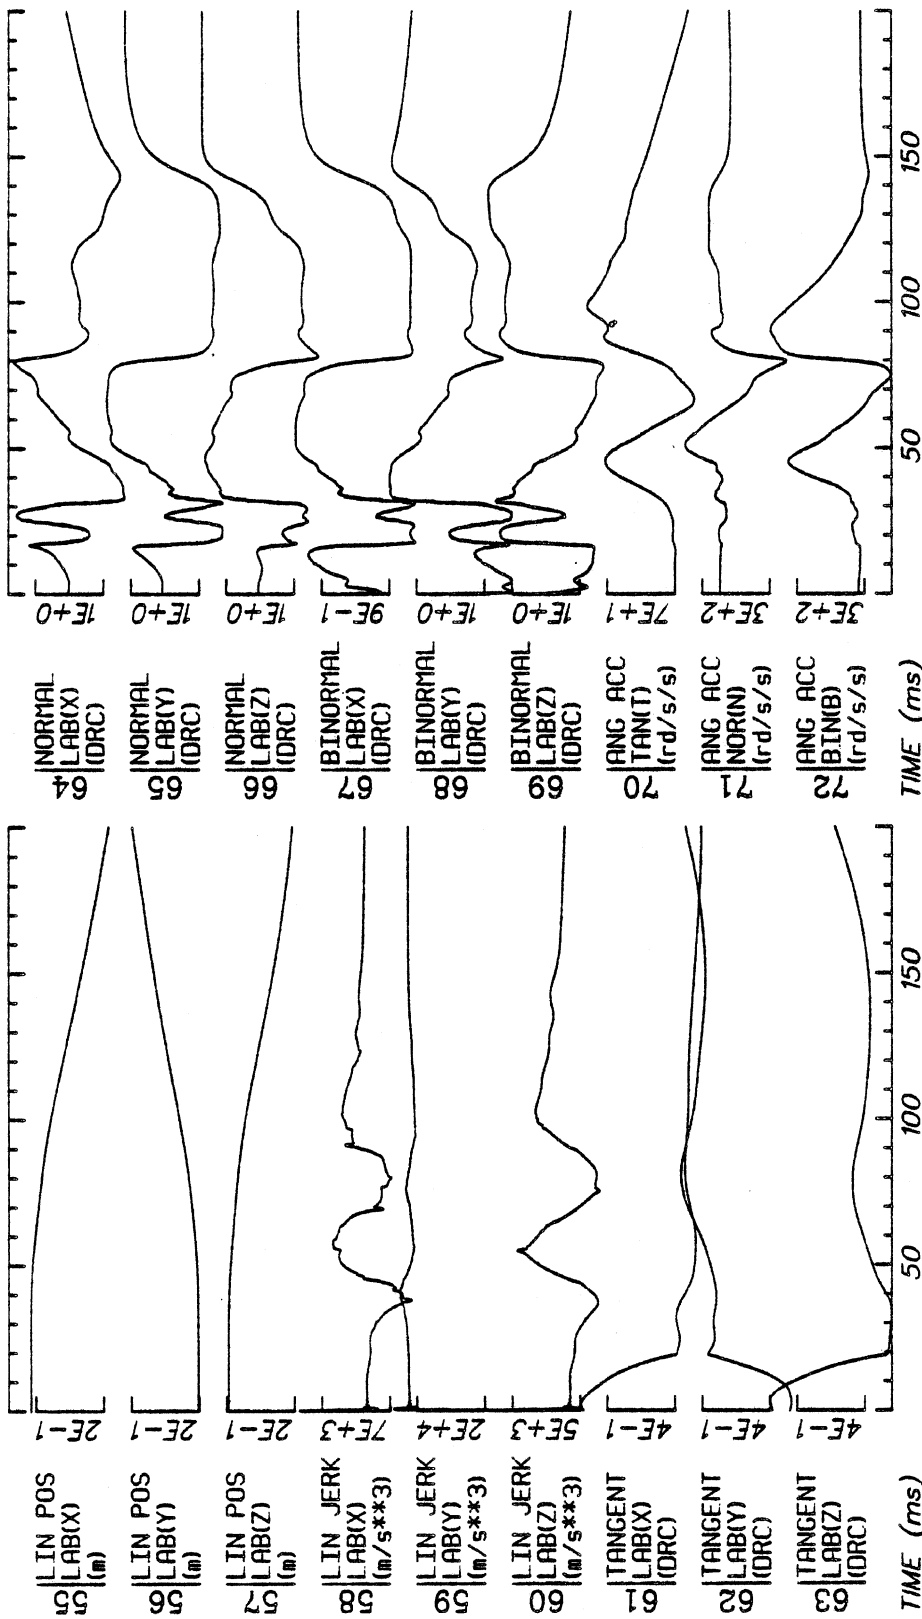 55 LIN POS
LAB(X)
(m)
2E-1
56 LIN POS
LAB(Y)
(m)
2E-1
57 LIN POS
LAB(Z)
(m)
2E-1
58 LIN JERK
LAB(X)
(m/s**3)
7E+3
59 LIN JERK
LAB(Y)
(m/s**3)
2E+4
60 LIN JERK
LAB(Z)
(m/s**3)
5E+3
61 TANGENT
LAB(X)
(DRC)
4E-1
62 TANGENT
LAB(Y)
(DRC)
4E-1
63 TANGENT
LAB(Z)
(DRC)
4E-1
TIME (ms) 50 100 150
64 NORMAL
LAB(X)
(DRC)
1E+0
65 NORMAL
LAB(Y)
(DRC)
1E+0
66 NORMAL
LAB(Z)
(DRC)
1E+0
67 BINORMAL
LAB(X)
(DRC)
9E-1
68 BINORMAL
LAB(Y)
(DRC)
1E+0
69 BINORMAL
LAB(Z)
(DRC)
1E+0
70 ANG ACC
TAN(T)
(rd/s/s)
7E+1
71 ANG ACC
NOR(N)
(rd/s/s)
3E+2
72 ANG ACC
BIN(B)
(rd/s/s)
3E+2
TIME (ms) 50 100 150